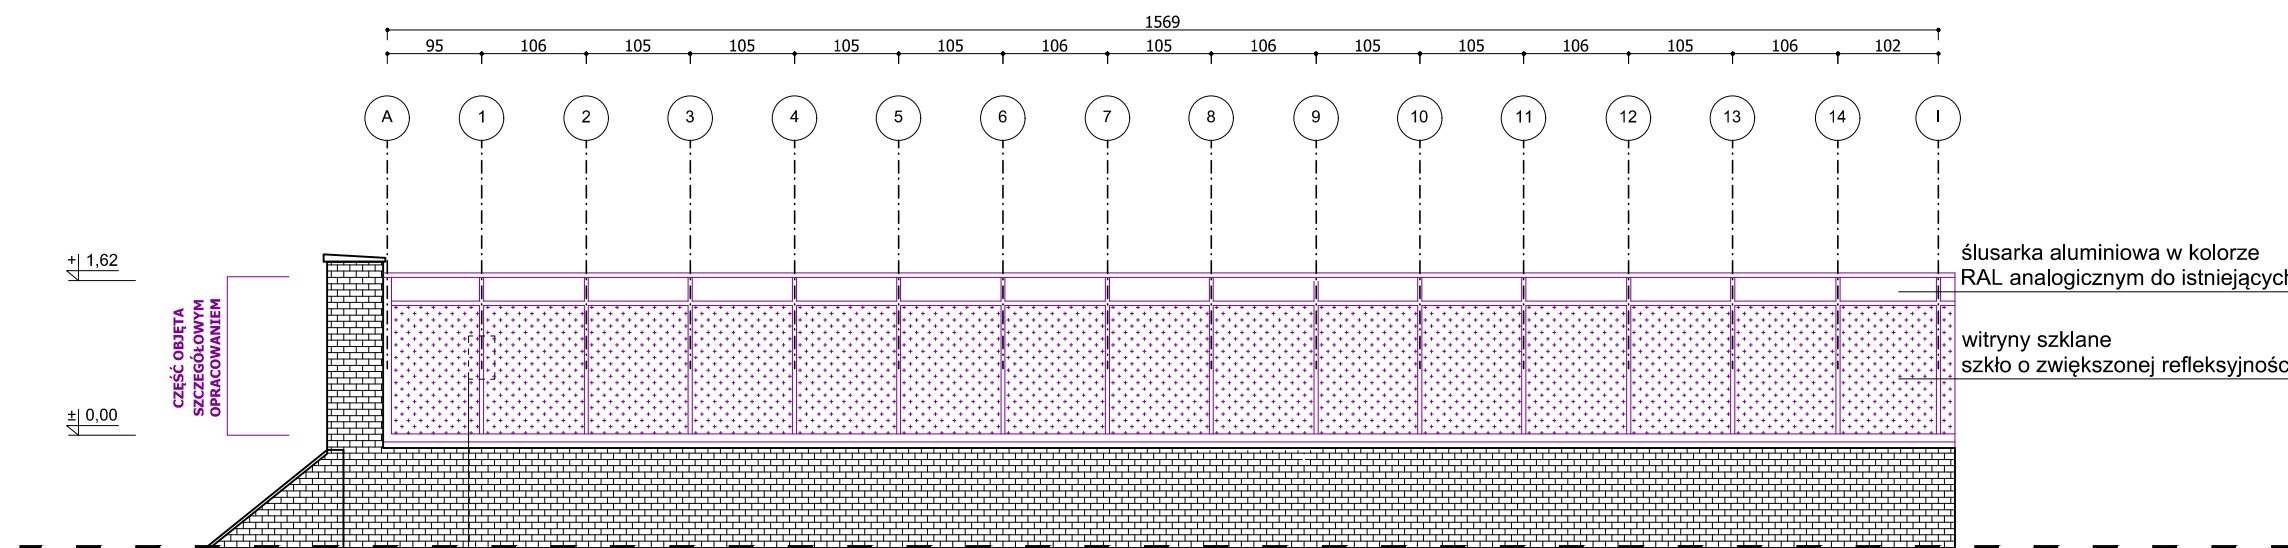 1569
95 106 105 105 105 105 106 105 106 105 105 106 105 106 102
A 1 2 3 4 5 6 7 8 9 10 11 12 13 14 I
+ 1,62
± 0,00
CZĘŚĆ OBJĘTA
SZCZEGÓŁOWYM
OPRACOWANIEM
ślusarka aluminiowa w kolorze
RAL analogicznym do istniejących
witryny szklane
szkło o zwiększonej refleksyjnośc